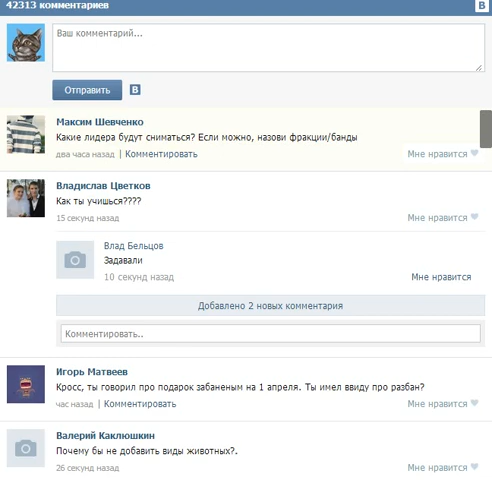 42313 комментариев
B
Ваш комментарий...
Отправить B
Максим Шевченко
Какие лидера будут сниматься? Если можно, назови фракции/банды
два часа назад | Комментировать Мне нравится
Владислав Цветков
Как ты учишься????
15 секунд назад Мне нравится
Влад Бельцов
Задавали
10 секунд назад Мне нравится
Добавлено 2 новых комментария
Комментировать..
Игорь Матвеев
Кросс, ты говорил про подарок забаненым на 1 апреля. Ты имел ввиду про разбан?
час назад | Комментировать Мне нравится
Валерий Каклюшкин
Почему бы не добавить виды животных?.
26 секунд назад Мне нравится